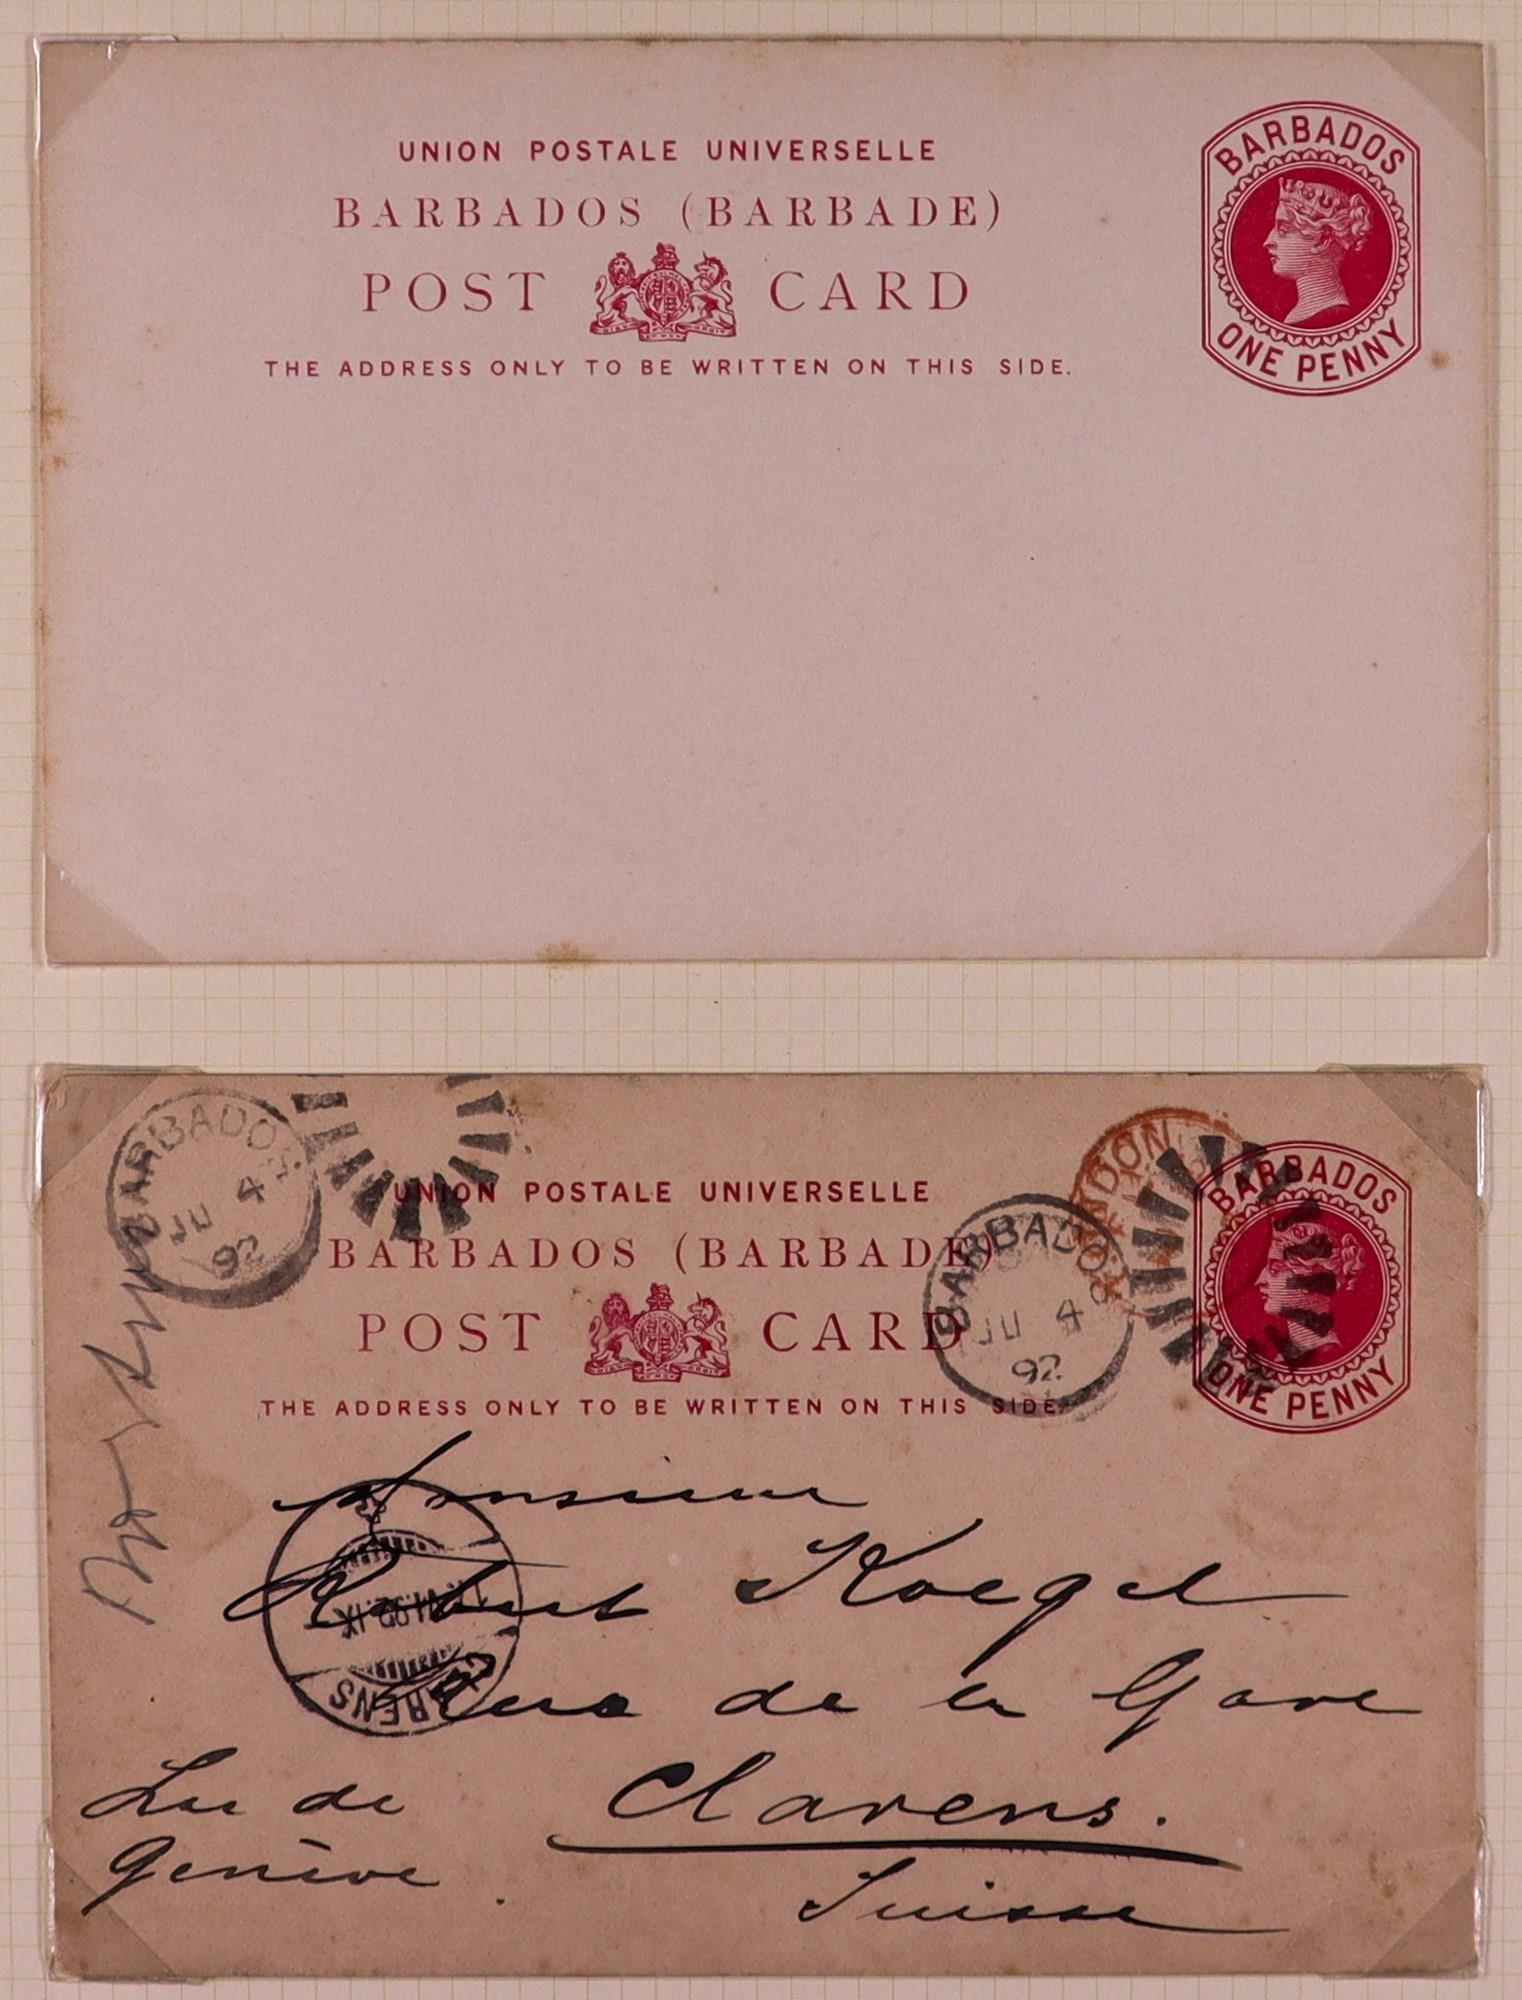 UNION POSTALE UNIVERSELLE
BARBADOS (BARBADE)
POST CARD
THE ADDRESS ONLY TO BE WRITTEN ON THIS SIDE.
BARBADOS
ONE PENNY
BARBADOS
JU 4
92
UNION POSTALE UNIVERSELLE
BARBADOS (BARBADE)
POST CARD
THE ADDRESS ONLY TO BE WRITTEN ON THIS SIDE.
BARBADOS
JU 4
92
BARBADOS
ONE PENNY
Monsieur
Robert Koegel
Rue de la Gare
Clarens.
Suisse
Lac de
Genève
CLARENS